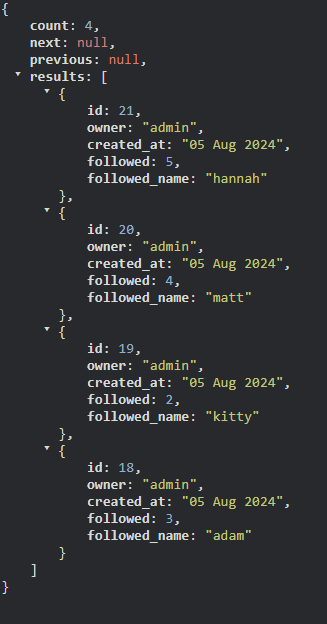 {
count: 4,
next: null,
previous: null,
results: [
{
id: 21,
owner: "admin",
created_at: "05 Aug 2024",
followed: 5,
followed_name: "hannah"
},
{
id: 20,
owner: "admin",
created_at: "05 Aug 2024",
followed: 4,
followed_name: "matt"
},
{
id: 19,
owner: "admin",
created_at: "05 Aug 2024",
followed: 2,
followed_name: "kitty"
},
{
id: 18,
owner: "admin",
created_at: "05 Aug 2024",
followed: 3,
followed_name: "adam"
}
]
}